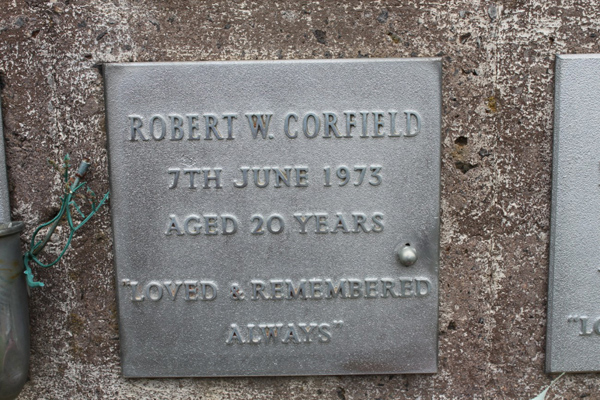 ROBERT W. CORFIELD
7TH JUNE 1973
AGED 20 YEARS
"LOVED & REMEMBERED
ALWAYS"